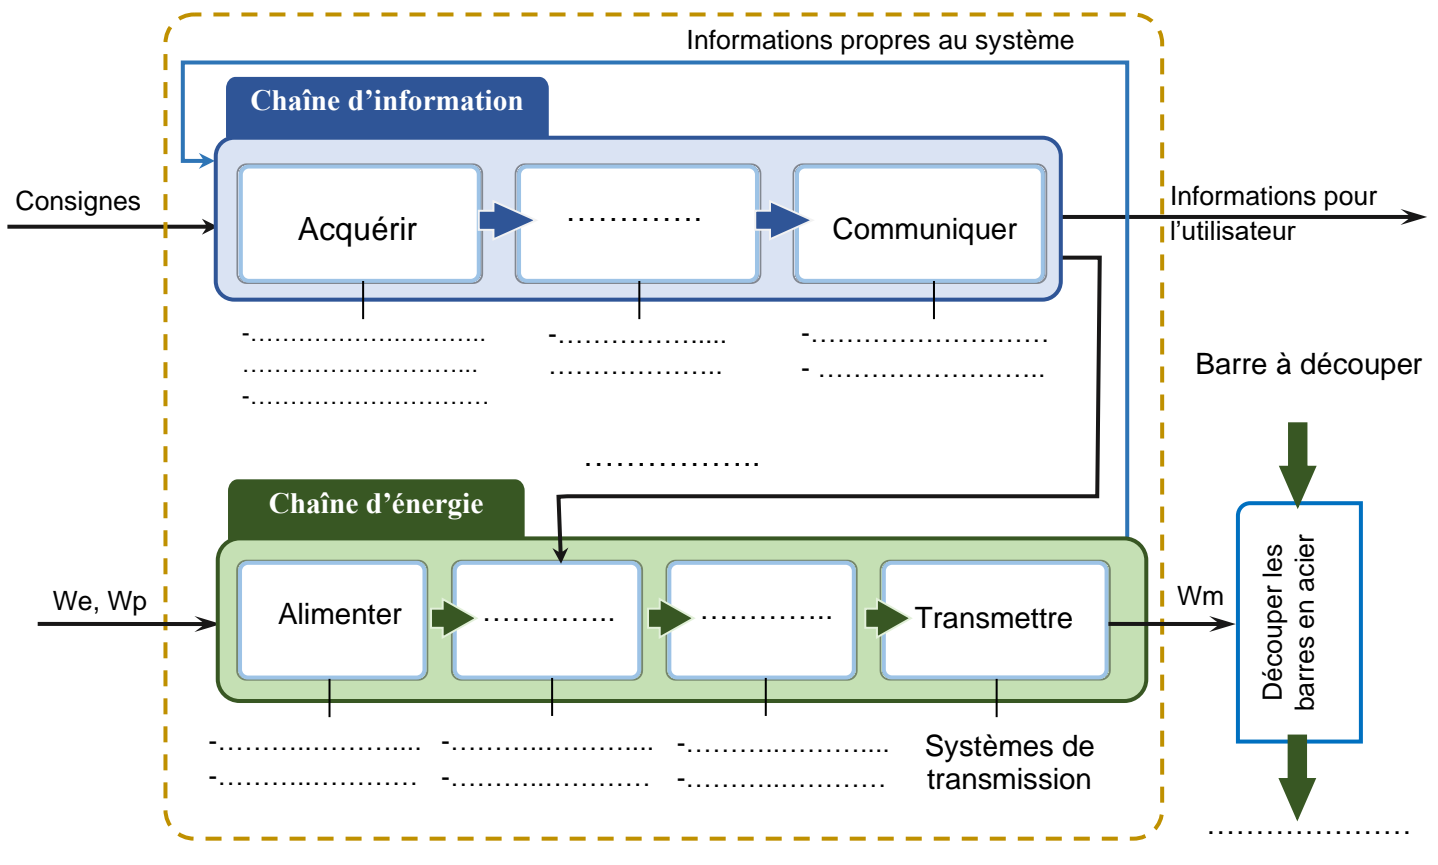 Informations propres au système
Chaîne d’information
Consignes
Acquérir
………….
Communiquer
Informations pour
l’utilisateur
-………………..………...
………………………...
-…………………………
-……………....
……………...
-………………………
- ……………………..
Barre à découper
……………..
Chaîne d’énergie
We, Wp
Alimenter
…………..
…………..
Transmettre
Wm
Découper les
barres en acier
-………..………....
-………..…………
-………..………....
-………..…………
-………..………....
-………..…………
Systèmes de
transmission
…………………